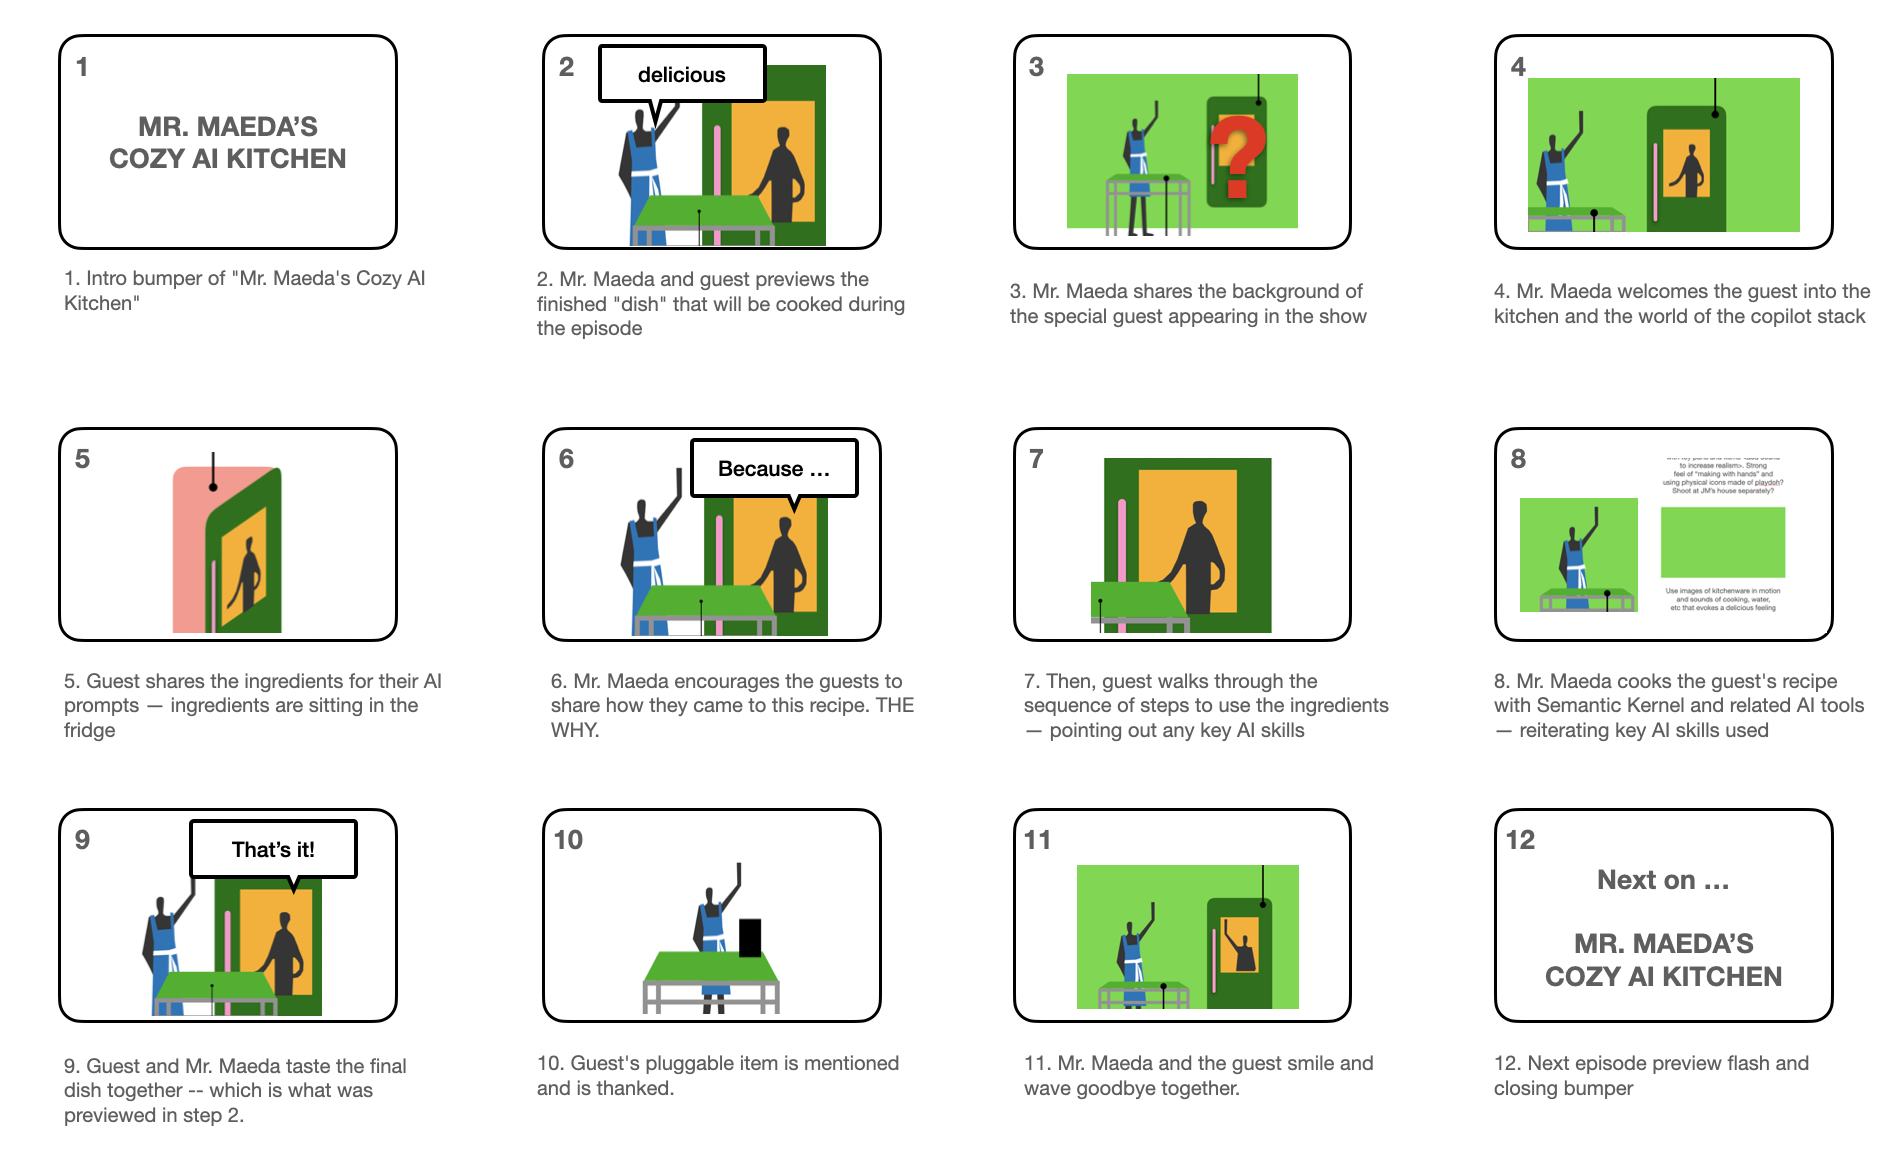 1
MR. MAEDA’S
COZY AI KITCHEN
1. Intro bumper of "Mr. Maeda's Cozy AI
Kitchen"
2
delicious
2. Mr. Maeda and guest previews the
finished "dish" that will be cooked during
the episode
3
?
3. Mr. Maeda shares the background of
the special guest appearing in the show
4
4. Mr. Maeda welcomes the guest into the
kitchen and the world of the copilot stack
5
5. Guest shares the ingredients for their AI
prompts — ingredients are sitting in the
fridge
6
Because ...
6. Mr. Maeda encourages the guests to
share how they came to this recipe. THE
WHY.
7
7. Then, guest walks through the
sequence of steps to use the ingredients
— pointing out any key AI skills
8
to increase realism>. Strong
feel of "making with hands" and
using physical icons made of playdoh?
Shoot at JM's house separately?
Use images of kitchenware in motion
and sounds of cooking, water,
etc that evokes a delicious feeling
8. Mr. Maeda cooks the guest's recipe
with Semantic Kernel and related AI tools
— reiterating key AI skills used
9
That’s it!
9. Guest and Mr. Maeda taste the final
dish together -- which is what was
previewed in step 2.
10
10. Guest's pluggable item is mentioned
and is thanked.
11
11. Mr. Maeda and the guest smile and
wave goodbye together.
12
Next on ...
MR. MAEDA’S
COZY AI KITCHEN
12. Next episode preview flash and
closing bumper